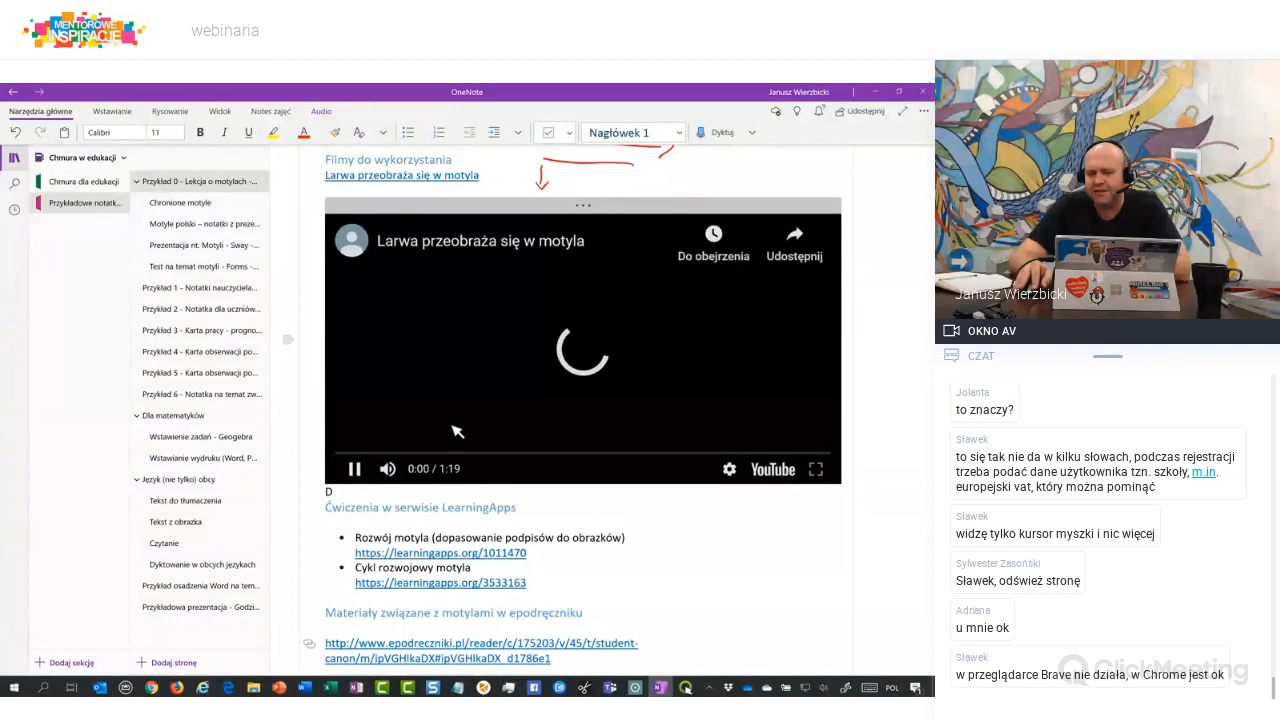 MENTOROWE
INSPIRACJE
webinaria
OneNote
Janusz Wierzbicki
Narzędzia główne
Wstawianie
Rysowanie
Widok
Notes zajęć
Audio
Udostępnij
Calibri
11
B
I
U
A
Nagłówek 1
Dyktuj
Chmura w edukacji
Chmura dla edukacji
Przykładowe notatk...
Przykład 0 - Lekcja o motylach -...
Chronione motyle
Motyle polski – notatki z preze...
Prezentacja nt. Motyli - Sway -...
Test na temat motyli - Forms -...
Przykład 1 - Notatki nauczyciela...
Przykład 2 - Notatka dla uczniów...
Przykład 3 - Karta pracy - progno...
Przykład 4 - Karta obserwacji po...
Przykład 5 - Karta obserwacji po...
Przykład 6 - Notatka na temat zw...
Dla matematyków
Wstawienie zadań - Geogebra
Wstawianie wydruku (Word, P...
Język (nie tylko) obcy
Tekst do tłumaczenia
Tekst z obrazka
Czytanie
Dyktowanie w obcych językach
Przykład osadzenia Word na tem...
Przykładowa prezentacja - Godzi...
Dodaj sekcję
Dodaj stronę
Filmy do wykorzystania
Larwa przeobraża się w motyla
Larwa przeobraża się w motyla
Do obejrzenia
Udostępnij
0:00 / 1:19
YouTube
D
Ćwiczenia w serwisie LearningApps
Rozwój motyla (dopasowanie podpisów do obrazków)
https://learningapps.org/1011470
Cykl rozwojowy motyla
https://learningapps.org/3533163
Materiały związane z motylami w epodręczniku
http://www.epodreczniki.pl/reader/c/175203/v/45/t/student-
canon/m/ipVGHlkaDX#ipVGHlkaDX_d1786e1
POL
Janusz Wierzbicki
OKNO AV
CZAT
Jolanta
to znaczy?
Sławek
to się tak nie da w kilku słowach, podczas rejestracji
trzeba podać dane użytkownika tzn. szkoły, m.in.
europejski vat, który można pominąć
Sławek
widzę tylko kursor myszki i nic więcej
Sylwester Zasoński
Sławek, odśwież stronę
Adriana
u mnie ok
Sławek
w przeglądarce Brave nie działa, w Chrome jest ok
ClickMeeting